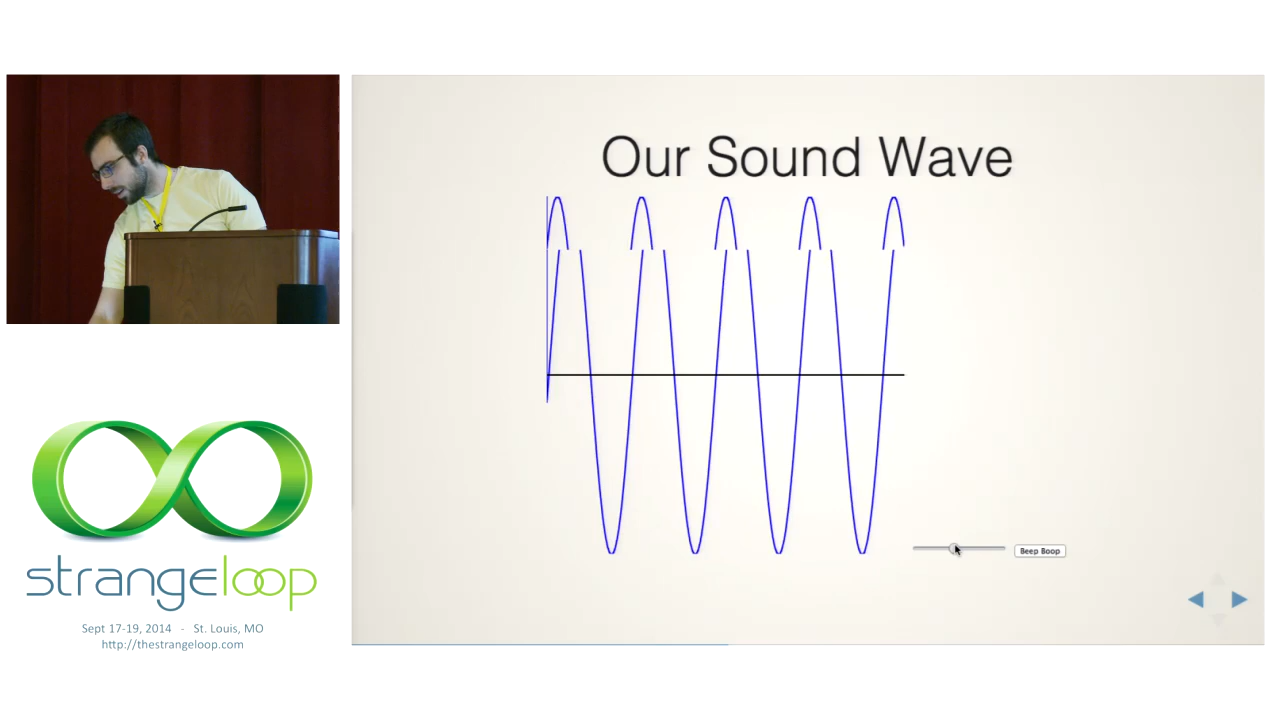 Our Sound Wave
Beep Boop
strangeloop
Sept 17-19, 2014 - St. Louis, MO
http://thestrangeloop.com